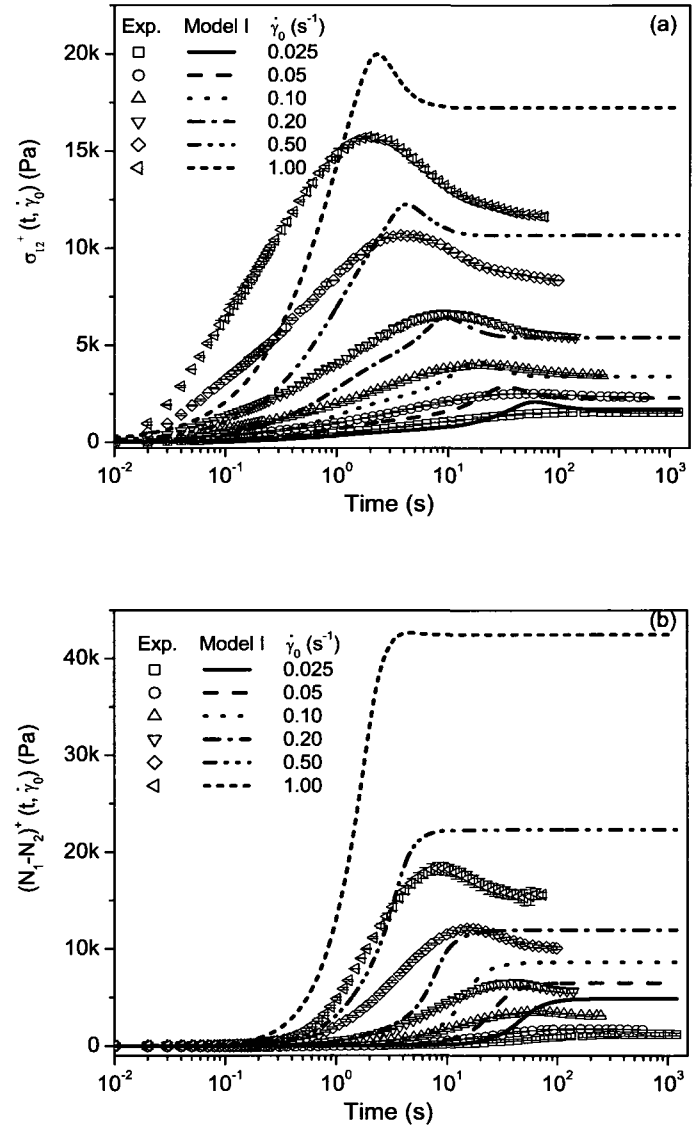 (a)
Exp. Model I γ̇₀ (s⁻¹)
0.025
0.05
0.10
0.20
0.50
1.00
20k
15k
10k
5k
0
σ₁₂⁺ (t, γ̇₀) (Pa)
10⁻² 10⁻¹ 10⁰ 10¹ 10² 10³
Time (s)
(b)
Exp. Model I γ̇₀ (s⁻¹)
0.025
0.05
0.10
0.20
0.50
1.00
40k
30k
20k
10k
0
(N₁-N₂)⁺ (t, γ̇₀) (Pa)
10⁻² 10⁻¹ 10⁰ 10¹ 10² 10³
Time (s)